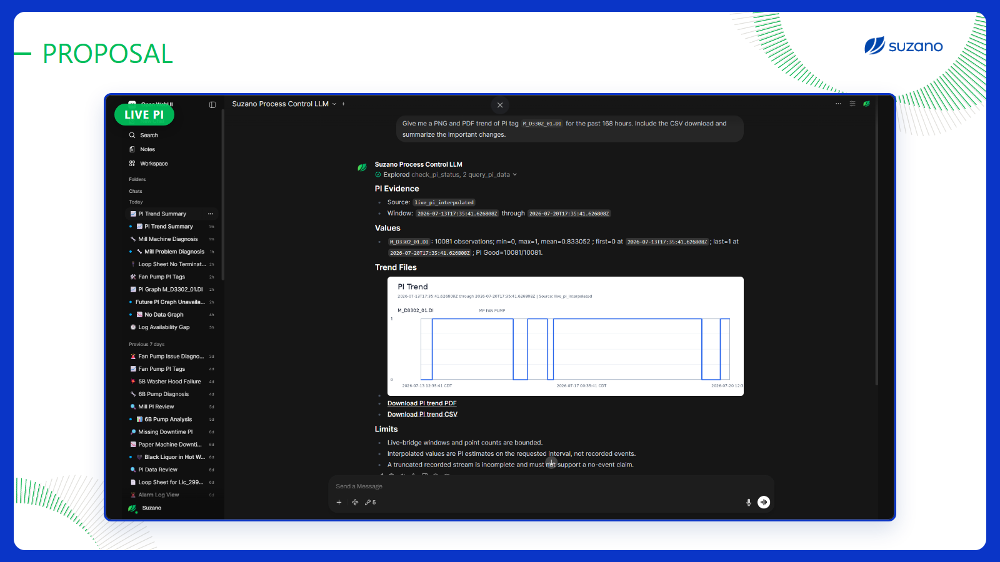 PROPOSAL
suzano
LIVE PI
Search
Notes
Workspace
Folders
Chats
Today
PI Trend Summary
PI Trend Summary 1m
Mill Machine Diagnosis 1m
Mill Problem Diagnosis 1h
Loop Sheet No Terminat... 2h
Fan Pump PI Tags 2h
PI Graph M_D3302_01.DI 2h
Future PI Graph Unavaila... 2h
No Data Graph 4h
Log Availability Gap 5h
Previous 7 days
Fan Pump Issue Diagno... 3d
Fan Pump PI Tags 4d
5B Washer Hood Failure 4d
6B Pump Diagnosis 4d
Mill PI Review 5d
6B Pump Analysis 5d
Missing Downtime PI 6d
Paper Machine Downti... 6d
Black Liquor in Hot W... 6d
PI Data Review 6d
Loop Sheet for Lic_299... 6d
Alarm Log View 6d
Suzano
Suzano Process Control LLM
Give me a PNG and PDF trend of PI tag M_D3302_01.DI for the past 168 hours. Include the CSV download and
summarize the important changes.
Suzano Process Control LLM
Explored check_pi_status, 2 query_pi_data
PI Evidence
Source: live_pi_interpolated
Window: 2026-07-13T17:35:41.626808Z through 2026-07-20T17:35:41.626808Z
Values
M_D3302_01.DI: 10081 observations; min=0, max=1, mean=0.833052 ; first=0 at 2026-07-13T17:35:41.626808Z ; last=1 at
2026-07-20T17:35:41.626808Z ; PI Good=10081/10081.
Trend Files
PI Trend
2026-07-13T17:35:41.626808Z through 2026-07-20T17:35:41.626808Z | Source: live_pi_interpolated
M_D3302_01.DI MP FAN PUMP
1
0
2026-07-13 12:35:41 CDT 2026-07-17 00:35:41 CDT 2026-07-20 12:3
Download PI trend PDF
Download PI trend CSV
Limits
Live-bridge windows and point counts are bounded.
Interpolated values are PI estimates on the requested interval, not recorded events.
A truncated recorded stream is incomplete and must not support a no-event claim.
Send a Message
5